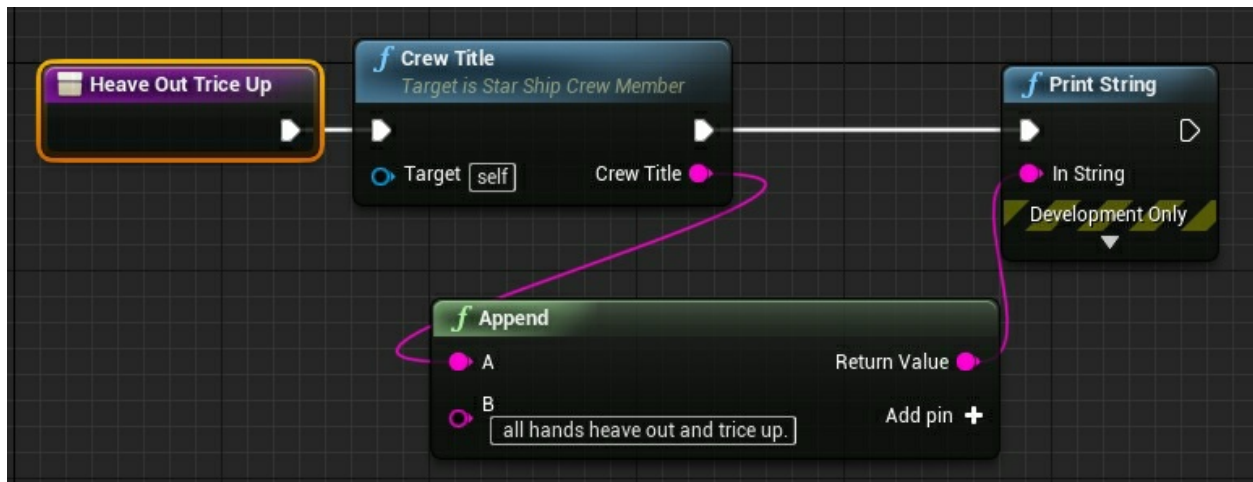 Heave Out Trice Up
f Crew Title
Target is Star Ship Crew Member
Target self
Crew Title
f Print String
In String
Development Only
f Append
A
Return Value
B
all hands heave out and trice up.
Add pin +